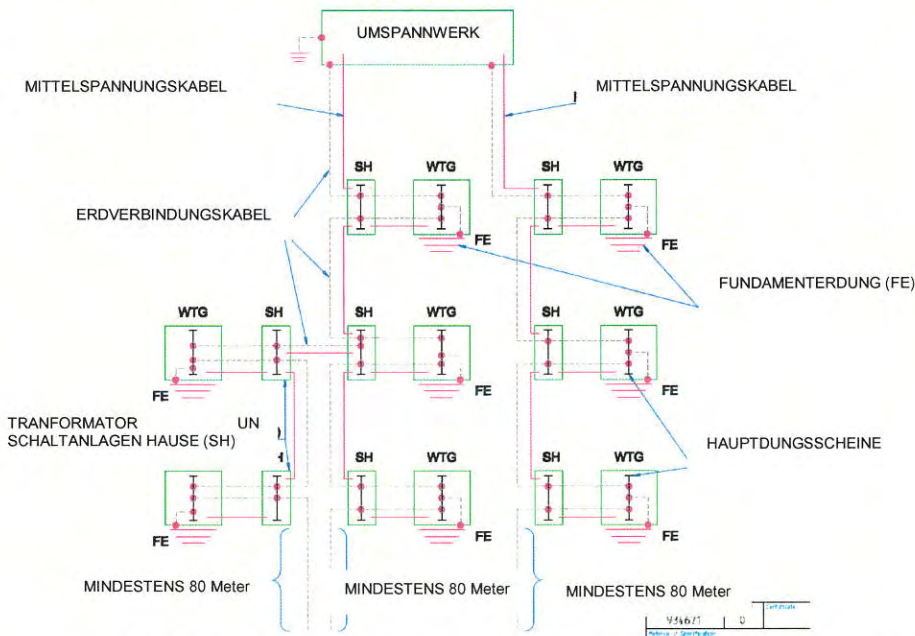 UMSPANNWERK
MITTELSPANNUNGSKABEL
MITTELSPANNUNGSKABEL
SH
WTG
SH
WTG
ERDVERBINDUNGSKABEL
FE
FE
FUNDAMENTERDUNG (FE)
WTG
SH
SH
WTG
SH
WTG
FE
FE
FE
TRANFORMATOR UN
SCHALTANLAGEN HAUSE (SH)
HAUPTDUNGSSCHEINE
SH
WTG
SH
WTG
FE
FE
FE
MINDESTENS 80 Meter
MINDESTENS 80 Meter
MINDESTENS 80 Meter
0